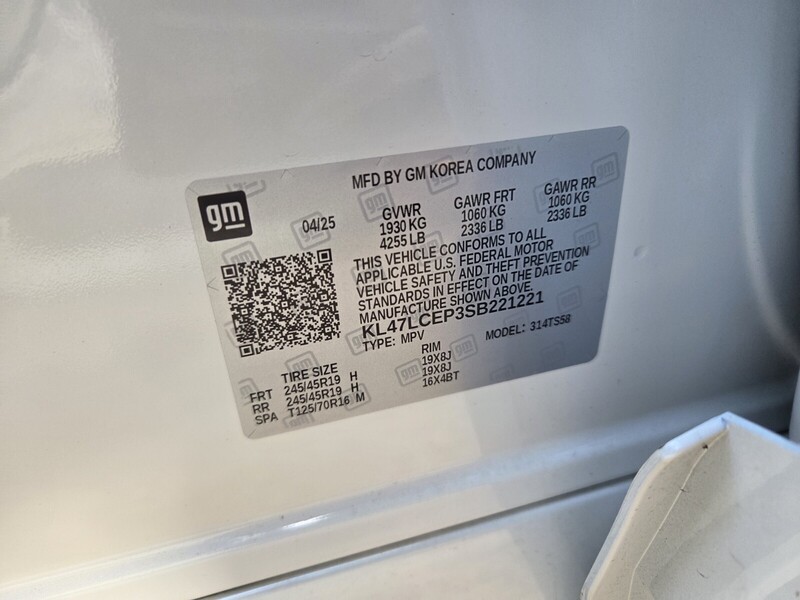 MFD BY GM KOREA COMPANY
gm
04/25
GVWR
1930 KG
4255 LB
GAWR FRT
1060 KG
2336 LB
GAWR RR
1060 KG
2336 LB
THIS VEHICLE CONFORMS TO ALL
APPLICABLE U.S. FEDERAL MOTOR
VEHICLE SAFETY AND THEFT PREVENTION
STANDARDS IN EFFECT ON THE DATE OF
MANUFACTURE SHOWN ABOVE.
KL47LCEP3SB221221
TYPE: MPV MODEL: 314TS58
TIRE SIZE RIM
FRT 245/45R19 H 19X8J
RR 245/45R19 H 19X8J
SPA T125/70R16 M 16X4BT